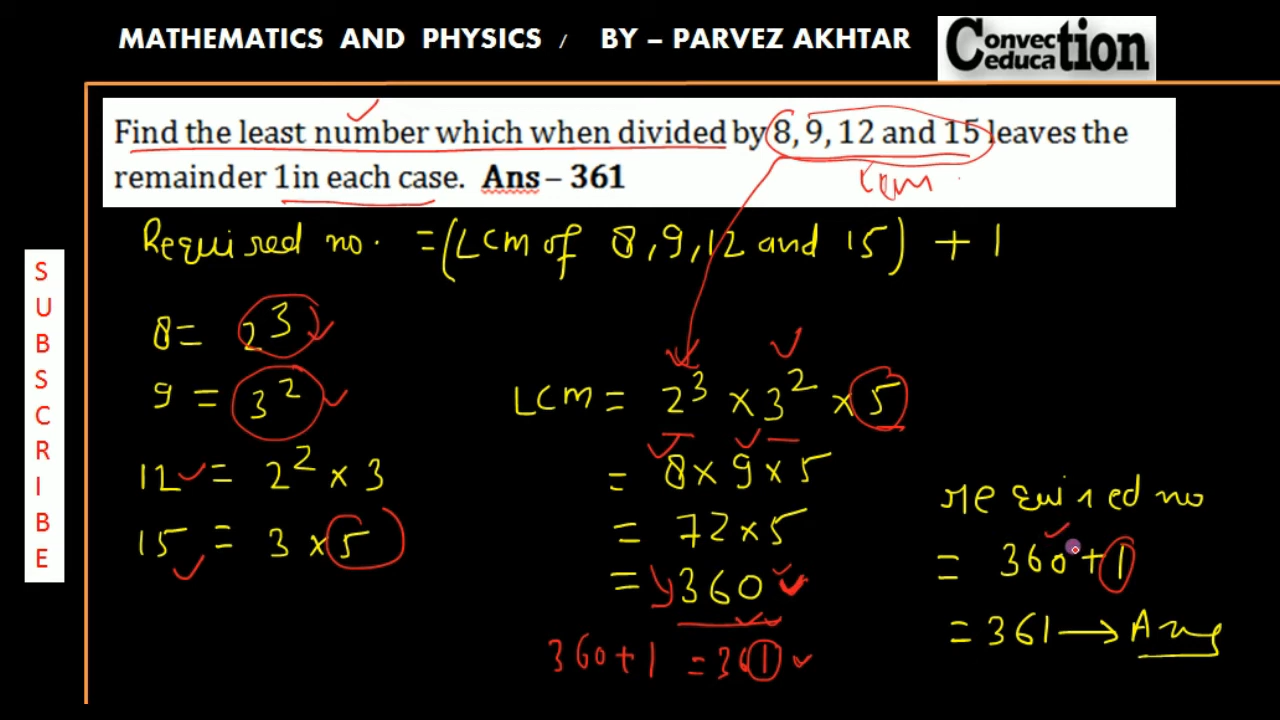 MATHEMATICS AND PHYSICS / BY – PARVEZ AKHTAR
Convection education
Find the least number which when divided by 8, 9, 12 and 15 leaves the
remainder 1in each case. Ans – 361
Lcm
Required no. = (LCM of 8, 9, 12 and 15) + 1
SUBSCRIBE
8 = 2³
9 = 3²
12 = 2² × 3
15 = 3 × 5
LCM = 2³ × 3² × 5
= 8 × 9 × 5
= 72 × 5
= 360
360 + 1 = 361
required no
= 360 + 1
= 361 → Ans